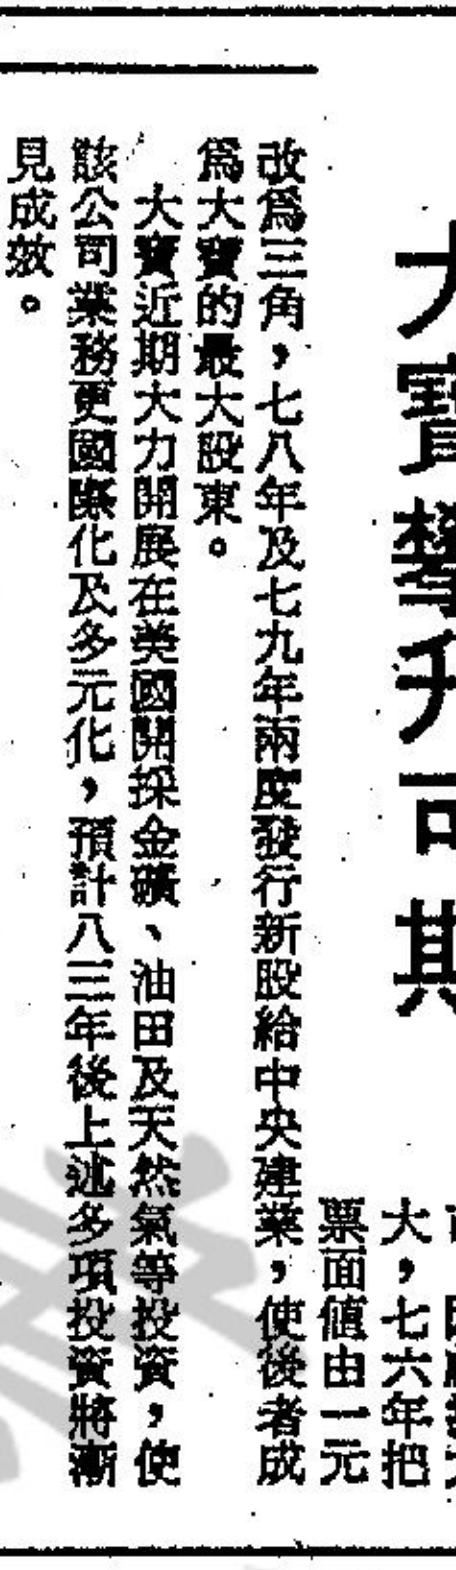 大寶攀升可期
大，七六年把
票面値由一元
改爲三角，七八年及七九年兩度發行新股給中央建業，使後者成
爲大寶的最大股東。
大寶近期大力開展在美國開採金礦、油田及天然氣等投資，使
該公司業務更國際化及多元化，預計八三年後上述多項投資將漸
見成效。